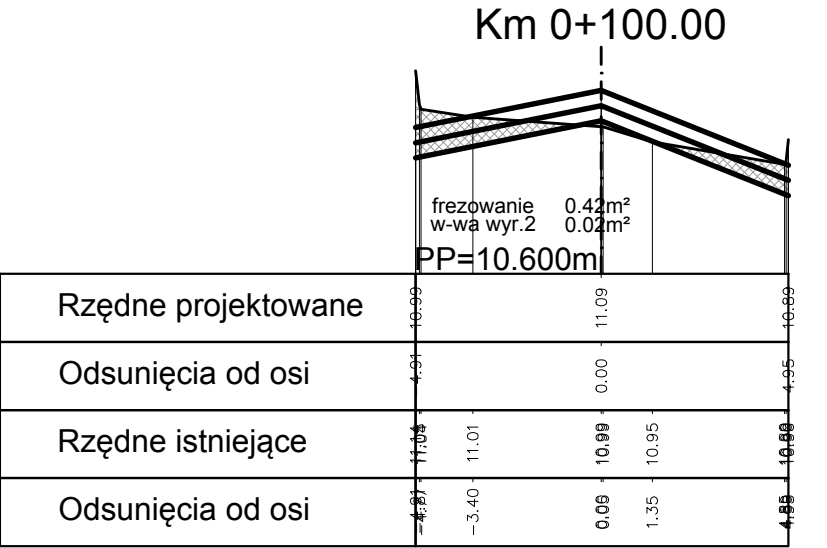 Km 0+100.00
frezowanie 0.42m²
w-wa wyr.2 0.02m²
PP=10.600m
Rzędne projektowane 10.99 11.09 10.89
Odsunięcia od osi 4.91 0.00 4.95
Rzędne istniejące 11.01 10.95
Odsunięcia od osi -3.40 1.35